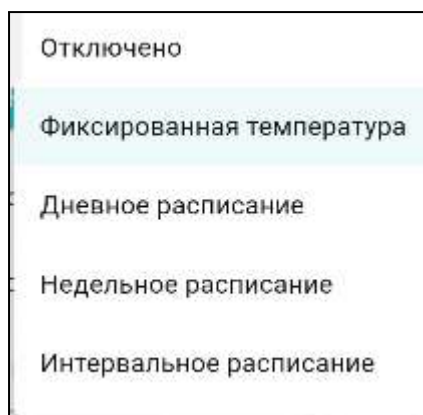 Отключено
Фиксированная температура
Дневное расписание
Недельное расписание
Интервальное расписание